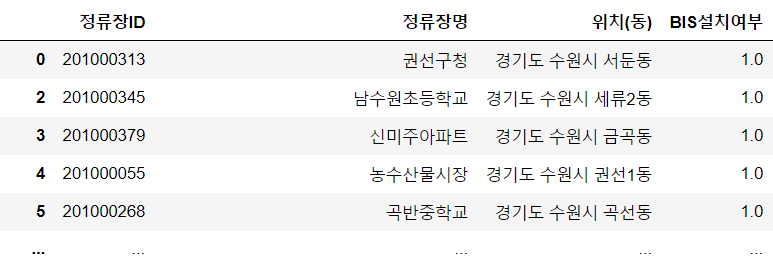 정류장ID 정류장명 위치(동) BIS설치여부
0 201000313 권선구청 경기도 수원시 서둔동 1.0
2 201000345 남수원초등학교 경기도 수원시 세류2동 1.0
3 201000379 신미주아파트 경기도 수원시 금곡동 1.0
4 201000055 농수산물시장 경기도 수원시 권선1동 1.0
5 201000268 곡반중학교 경기도 수원시 곡선동 1.0
... ... ... ... ...